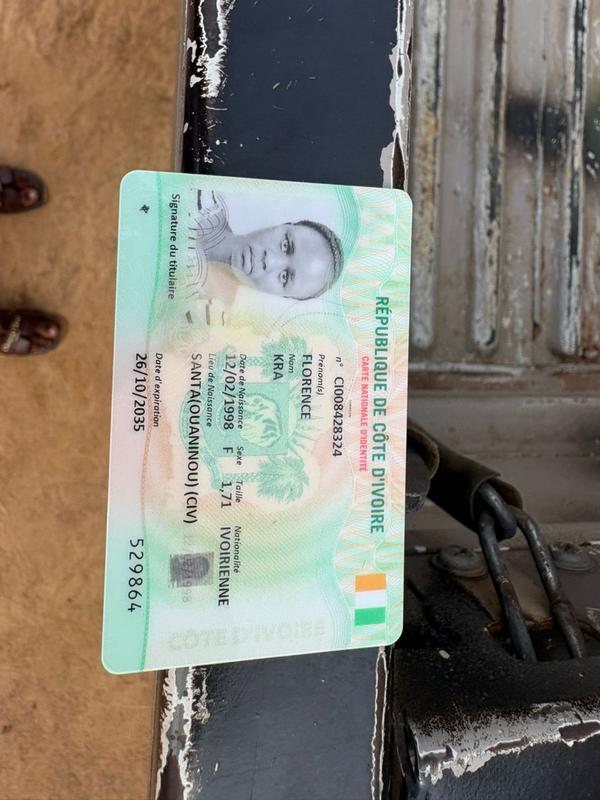 RÉPUBLIQUE DE CÔTE D'IVOIRE
CARTE NATIONALE D'IDENTITÉ
n° CI008428324
Prénom(s)
FLORENCE
Nom
KRA
Date de Naissance Sexe Taille Nationalité
12/02/1998 F 1,71 IVOIRIENNE
Lieu de Naissance
SANTA(OUANINOU) (CIV)
Signature du titulaire
Date d'expiration
26/10/2035
529864
CÔTE D'IVOIRE